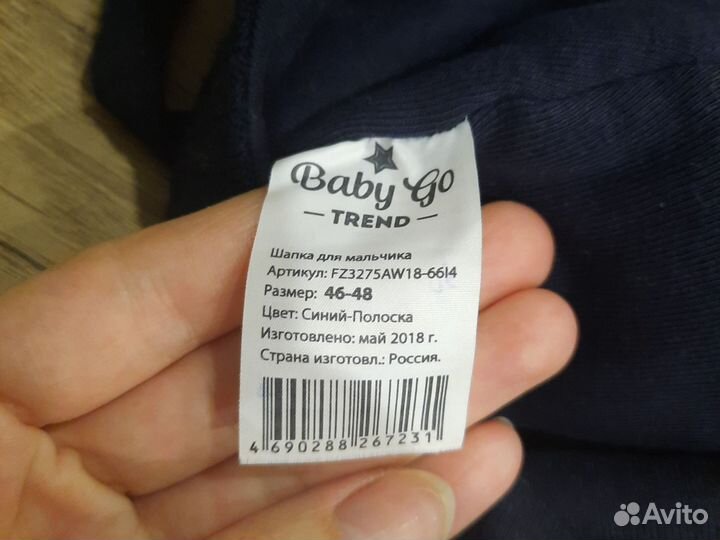 Baby Go
— TREND —
Шапка для мальчика
Артикул: FZ3275AW18-66I4
Размер: 46-48
Цвет: Синий-Полоска
Изготовлено: май 2018 г.
Страна изготовл.: Россия.
4 690288 267231
Avito